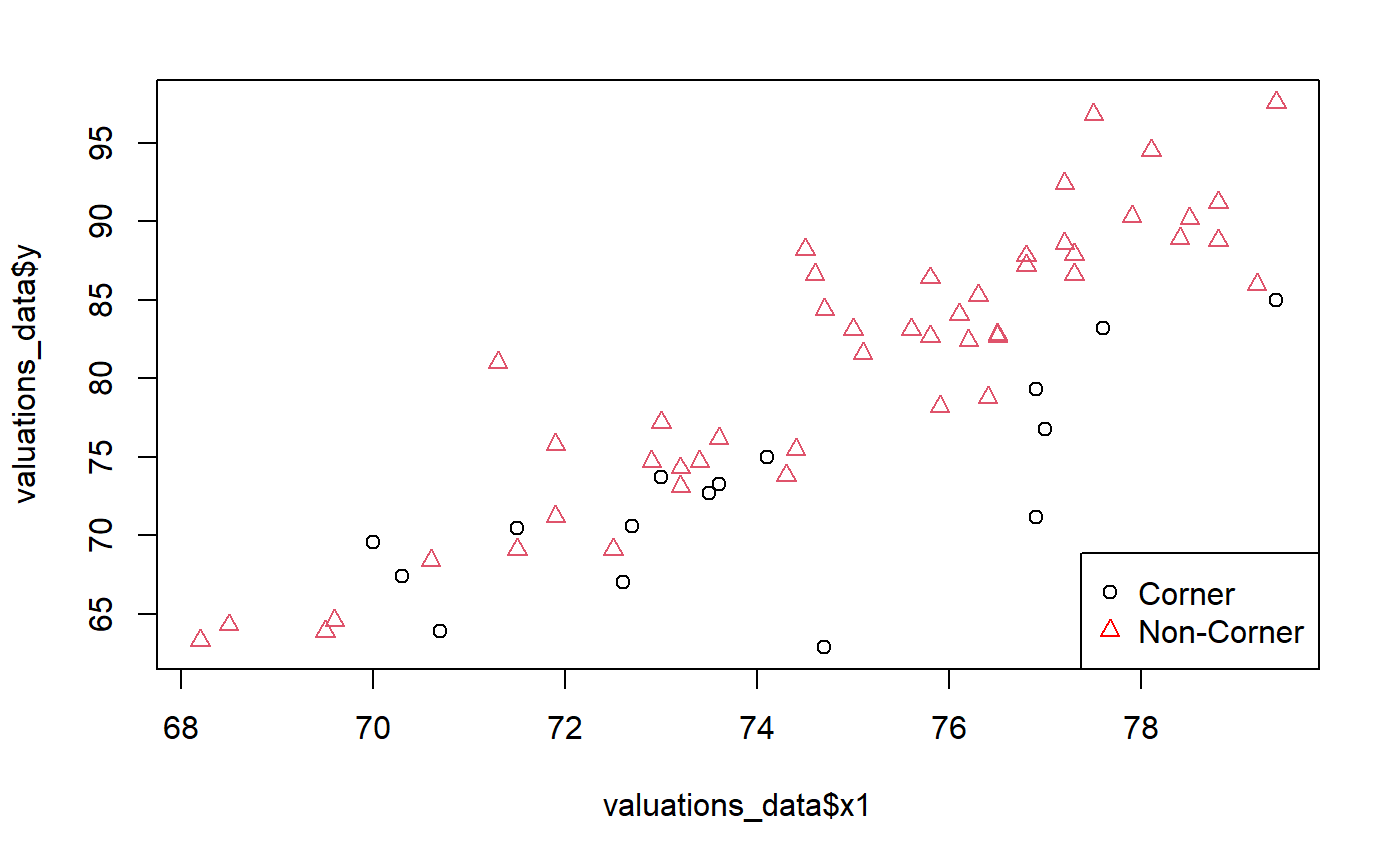 valuations_data$y
95
90
85
80
75
70
65
Corner
Non-Corner
68 70 72 74 76 78
valuations_data$x1